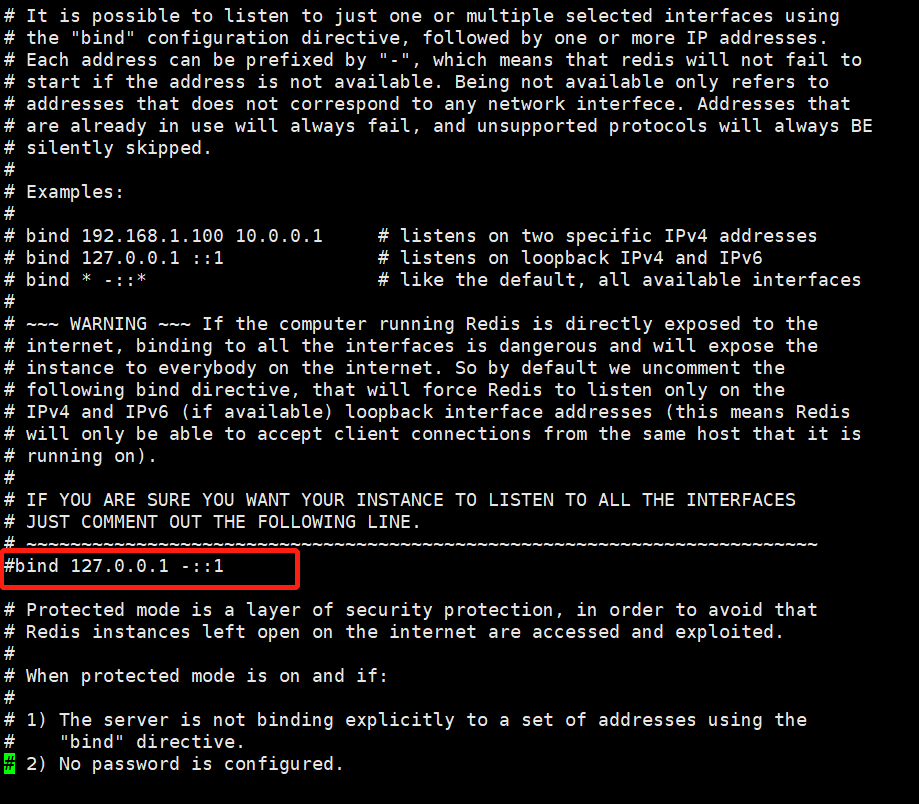 # It is possible to listen to just one or multiple selected interfaces using
# the "bind" configuration directive, followed by one or more IP addresses.
# Each address can be prefixed by "-", which means that redis will not fail to
# start if the address is not available. Being not available only refers to
# addresses that does not correspond to any network interfece. Addresses that
# are already in use will always fail, and unsupported protocols will always BE
# silently skipped.
#
# Examples:
#
# bind 192.168.1.100 10.0.0.1     # listens on two specific IPv4 addresses
# bind 127.0.0.1 ::1              # listens on loopback IPv4 and IPv6
# bind * -::*                     # like the default, all available interfaces
#
# ~~~ WARNING ~~~ If the computer running Redis is directly exposed to the
# internet, binding to all the interfaces is dangerous and will expose the
# instance to everybody on the internet. So by default we uncomment the
# following bind directive, that will force Redis to listen only on the
# IPv4 and IPv6 (if available) loopback interface addresses (this means Redis
# will only be able to accept client connections from the same host that it is
# running on).
#
# IF YOU ARE SURE YOU WANT YOUR INSTANCE TO LISTEN TO ALL THE INTERFACES
# JUST COMMENT OUT THE FOLLOWING LINE.
# ~~~~~~~~~~~~~~~~~~~~~~~~~~~~~~~~~~~~~~~~~~~~~~~~~~~~~~~~~~~~~~~~~~~~~~~~
#bind 127.0.0.1 -::1
# Protected mode is a layer of security protection, in order to avoid that
# Redis instances left open on the internet are accessed and exploited.
#
# When protected mode is on and if:
#
# 1) The server is not binding explicitly to a set of addresses using the
#    "bind" directive.
# 2) No password is configured.